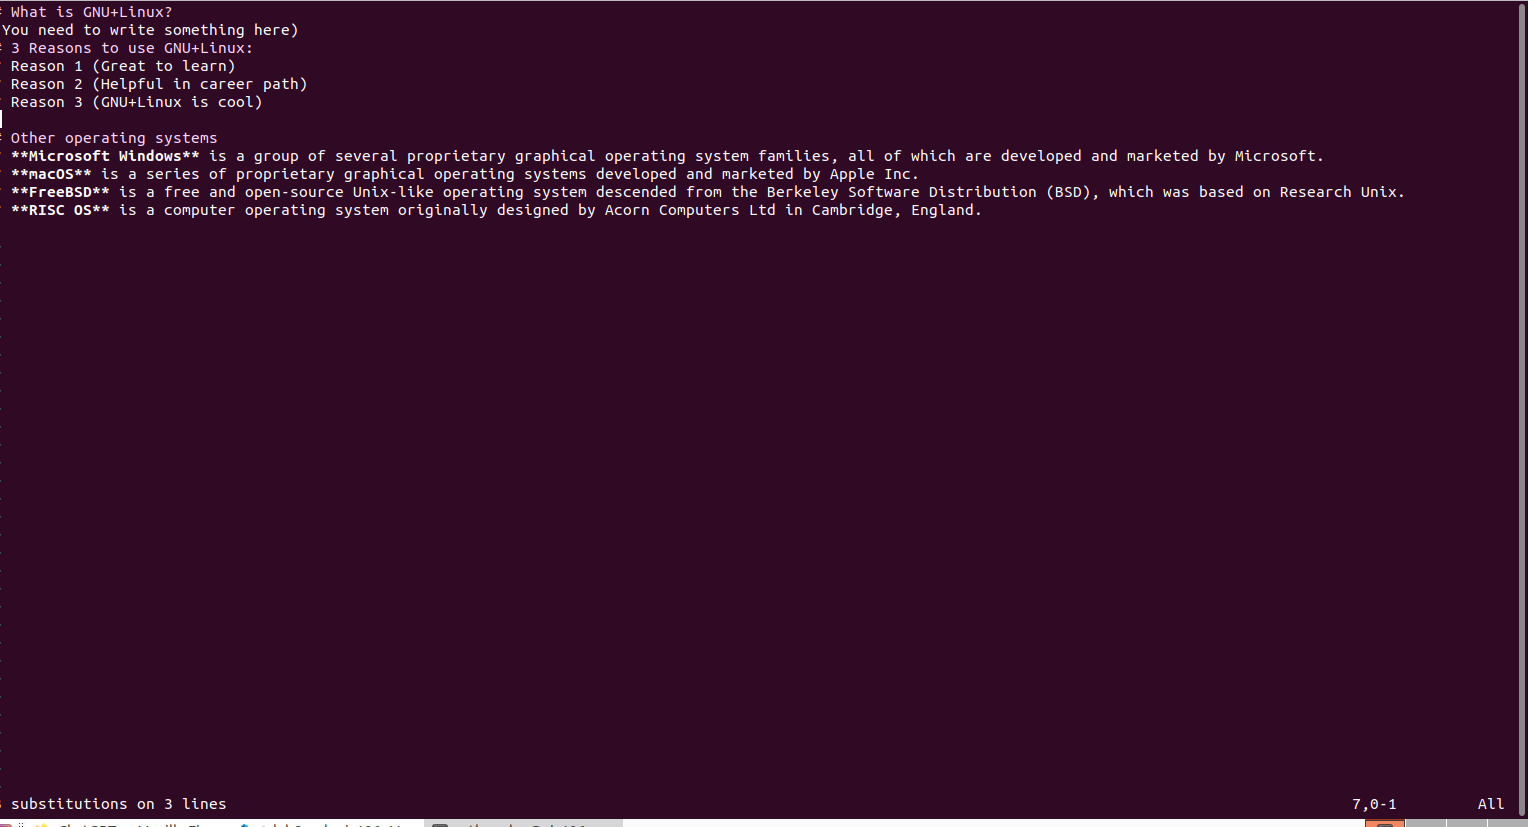 # What is GNU+Linux?
You need to write something here)
# 3 Reasons to use GNU+Linux:
Reason 1 (Great to learn)
Reason 2 (Helpful in career path)
Reason 3 (GNU+Linux is cool)
# Other operating systems
**Microsoft Windows** is a group of several proprietary graphical operating system families, all of which are developed and marketed by Microsoft.
**macOS** is a series of proprietary graphical operating systems developed and marketed by Apple Inc.
**FreeBSD** is a free and open-source Unix-like operating system descended from the Berkeley Software Distribution (BSD), which was based on Research Unix.
**RISC OS** is a computer operating system originally designed by Acorn Computers Ltd in Cambridge, England.
substitutions on 3 lines 7,0-1 All